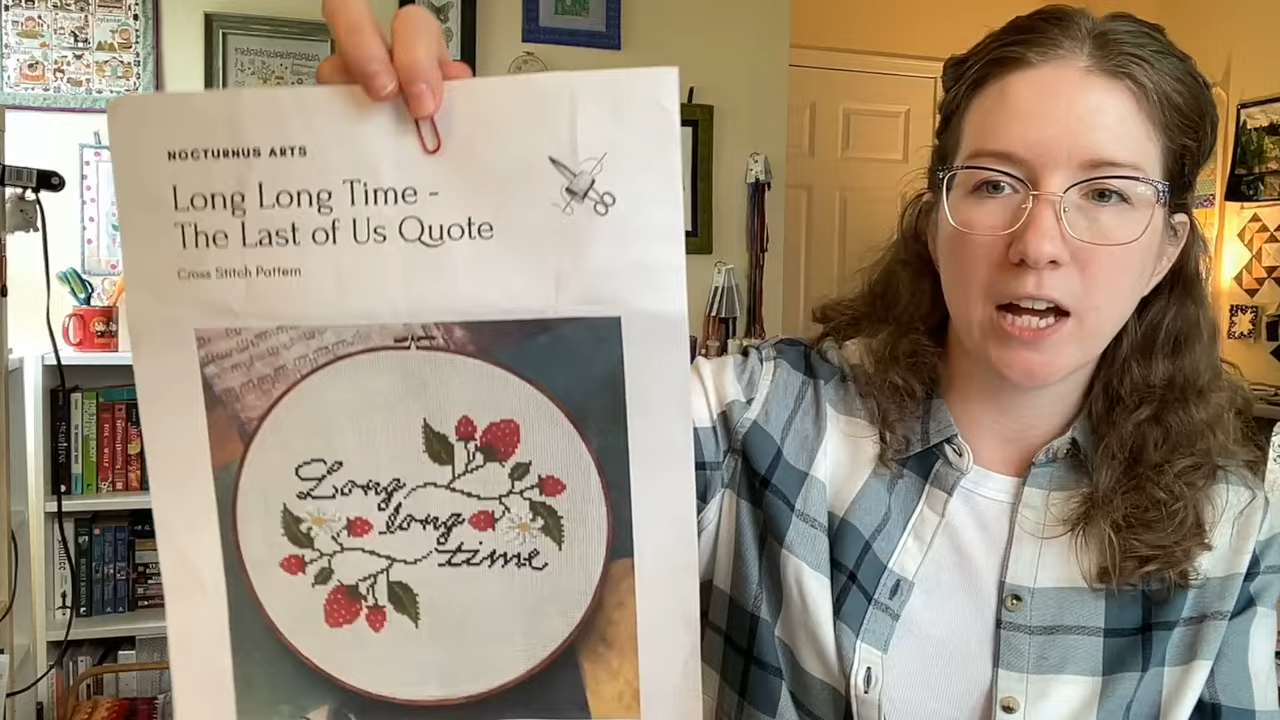 NOCTURNUS ARTS
Long Long Time -
The Last of Us Quote
Cross Stitch Pattern
Long
long
time